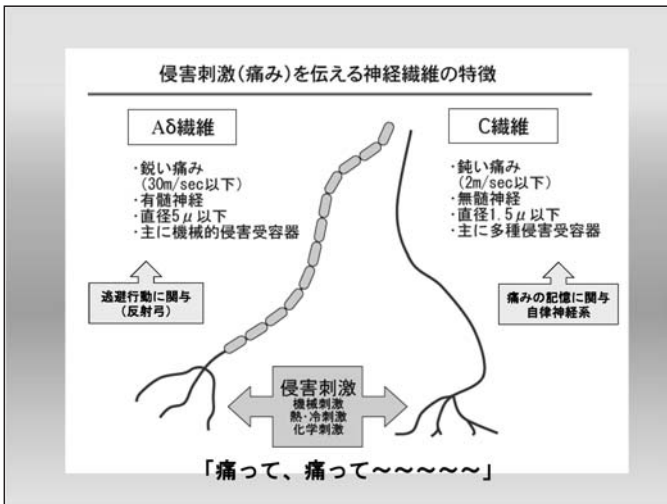 侵害刺激(痛み)を伝える神経繊維の特徴
Aδ繊維
・鋭い痛み
(30m/sec以下)
・有髄神経
・直径5μ以下
・主に機械的侵害受容器
逃避行動に関与
(反射弓)
C繊維
・鈍い痛み
(2m/sec以下)
・無髄神経
・直径1.5μ以下
・主に多種侵害受容器
痛みの記憶に関与
自律神経系
侵害刺激
機械刺激
熱・冷刺激
化学刺激
「痛って、痛って~~~~~」